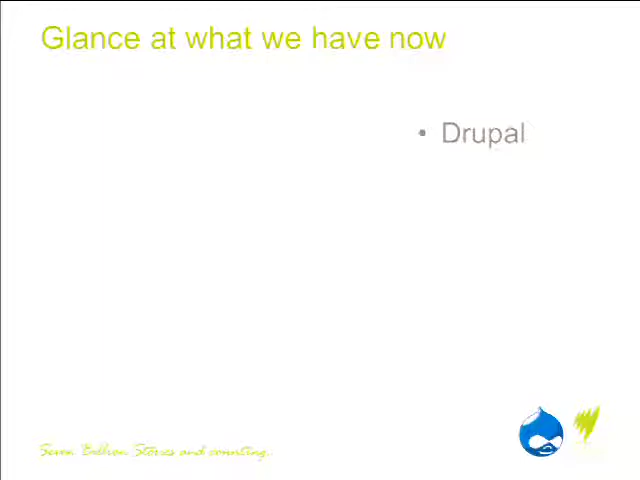 Glance at what we have now
• Drupal
Seven Billion Stories and counting...